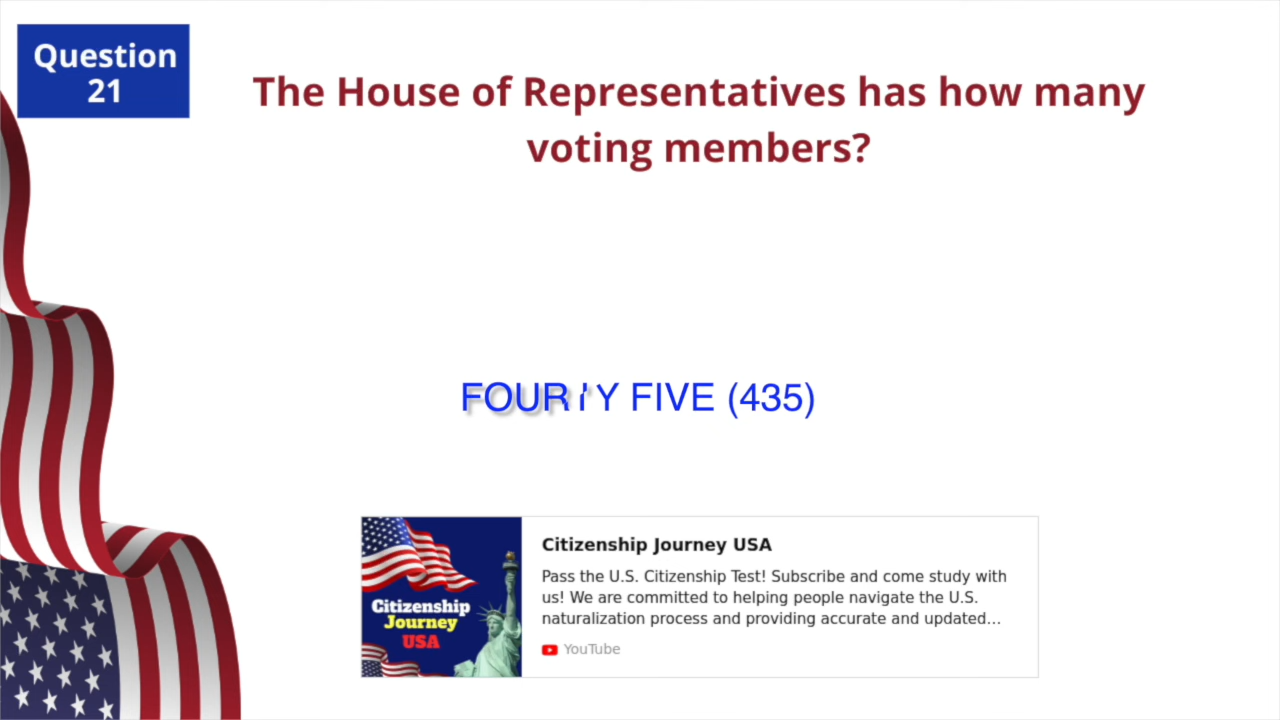 Question
21
The House of Representatives has how many
voting members?
FOUR Y FIVE (435)
Citizenship Journey USA
Pass the U.S. Citizenship Test! Subscribe and come study with
us! We are committed to helping people navigate the U.S.
naturalization process and providing accurate and updated...
YouTube
Citizenship
Journey
USA